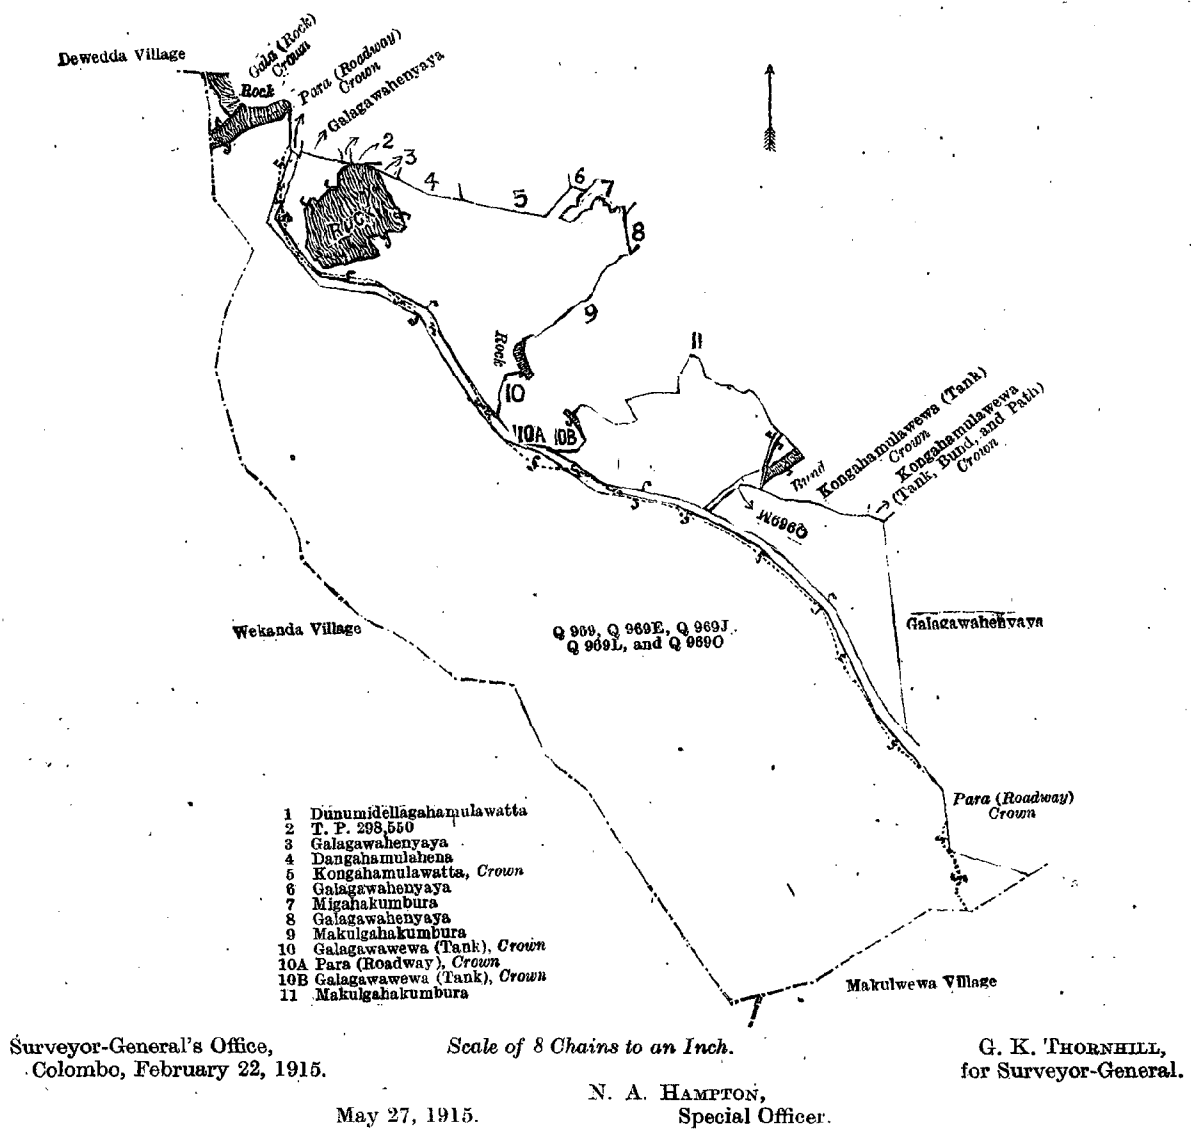 Dewedda Village
Gala (Rock)
Crown
Rock
Para (Roadway)
Crown
Galagawahenyaya
2
3
4
5
6
7
8
ROCK
9
Rock
10
10A
10B
11
Bund
Kongahamulawewa (Tank)
Crown
Kongahamulawewa
(Tank, Bund, and Path)
Crown
Q969M
Wekanda Village
Q 969, Q 969E, Q 969J
Q 969L, and Q 969O
Galagawahenyaya
Para (Roadway)
Crown
1 Dunumidellagahamulawatta
2 T. P. 298,550
3 Galagawahenyaya
4 Dangahamulahena
5 Kongahamulawatta, Crown
6 Galagawahenyaya
7 Migahakumbura
8 Galagawahenyaya
9 Makulgahakumbura
10 Galagawawewa (Tank), Crown
10A Para (Roadway), Crown
10B Galagawawewa (Tank), Crown
11 Makulgahakumbura
Makulwewa Village
Surveyor-General's Office,
Colombo, February 22, 1915.
Scale of 8 Chains to an Inch.
G. K. THORNHILL,
for Surveyor-General.
N. A. HAMPTON,
May 27, 1915. Special Officer.